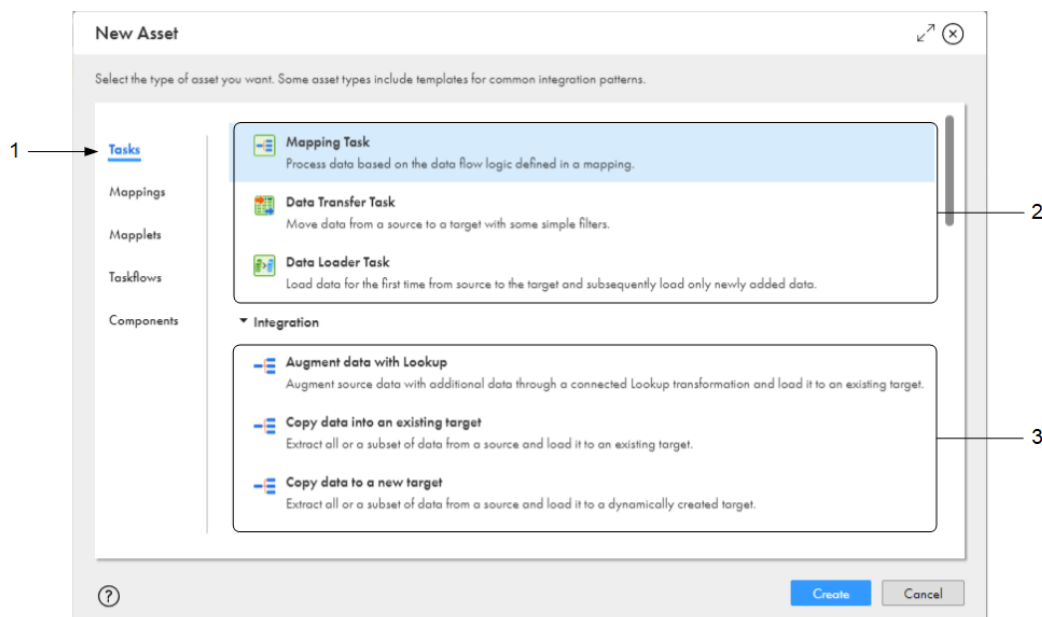 New Asset
Select the type of asset you want. Some asset types include templates for common integration patterns.
1
Tasks
Mappings
Mapplets
Taskflows
Components
Mapping Task
Process data based on the data flow logic defined in a mapping.
Data Transfer Task
Move data from a source to a target with some simple filters.
Data Loader Task
Load data for the first time from source to the target and subsequently load only newly added data.
2
Integration
Augment data with Lookup
Augment source data with additional data through a connected Lookup transformation and load it to an existing target.
Copy data into an existing target
Extract all or a subset of data from a source and load it to an existing target.
Copy data to a new target
Extract all or a subset of data from a source and load it to a dynamically created target.
3
?
Create
Cancel